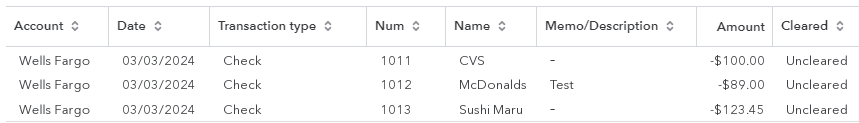 Account Date Transaction type Num Name Memo/Description Amount Cleared
Wells Fargo 03/03/2024 Check 1011 CVS – -$100.00 Uncleared
Wells Fargo 03/03/2024 Check 1012 McDonalds Test -$89.00 Uncleared
Wells Fargo 03/03/2024 Check 1013 Sushi Maru – -$123.45 Uncleared